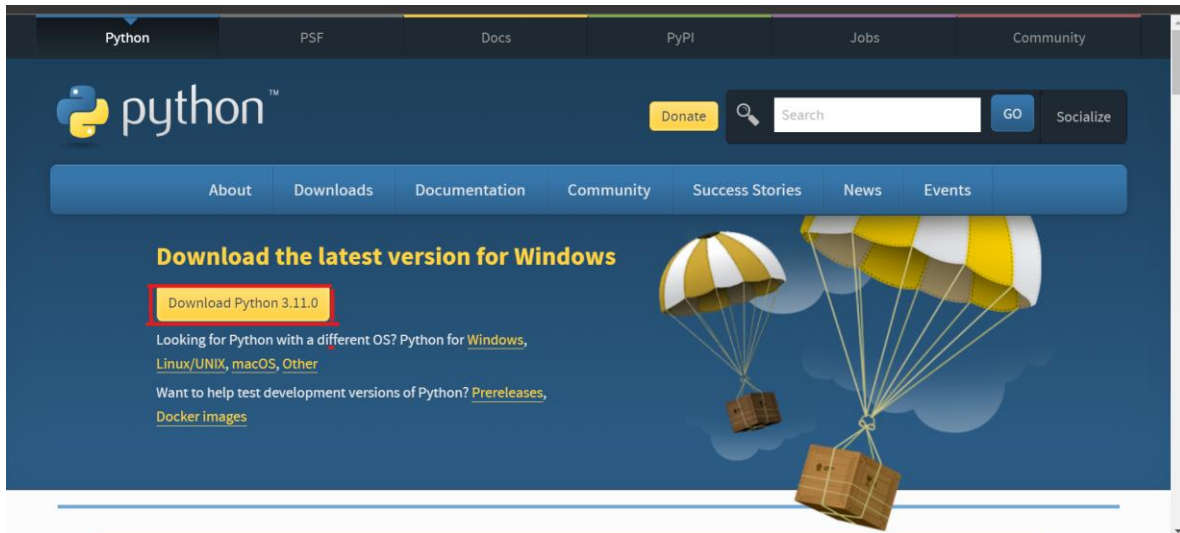 Python PSF Docs PyPI Jobs Community
python™ Donate Search GO Socialize
About Downloads Documentation Community Success Stories News Events
Download the latest version for Windows
Download Python 3.11.0
Looking for Python with a different OS? Python for Windows,
Linux/UNIX, macOS, Other
Want to help test development versions of Python? Prereleases,
Docker images